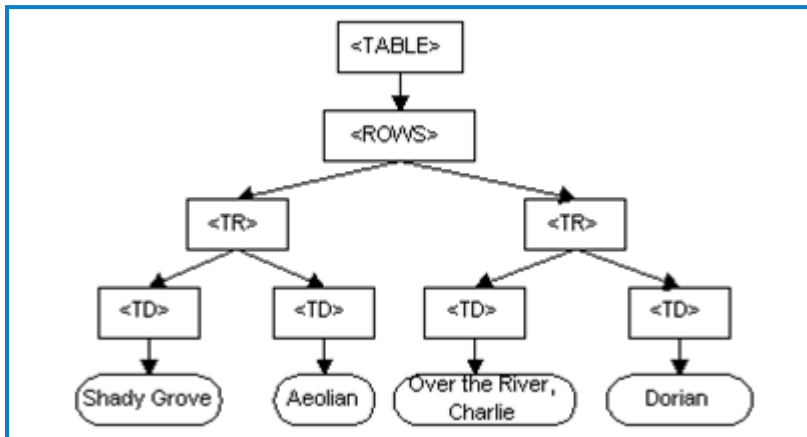 <TABLE>
<ROWS>
<TR>
<TR>
<TD>
<TD>
<TD>
<TD>
Shady Grove
Aeolian
Over the River,
Charlie
Dorian